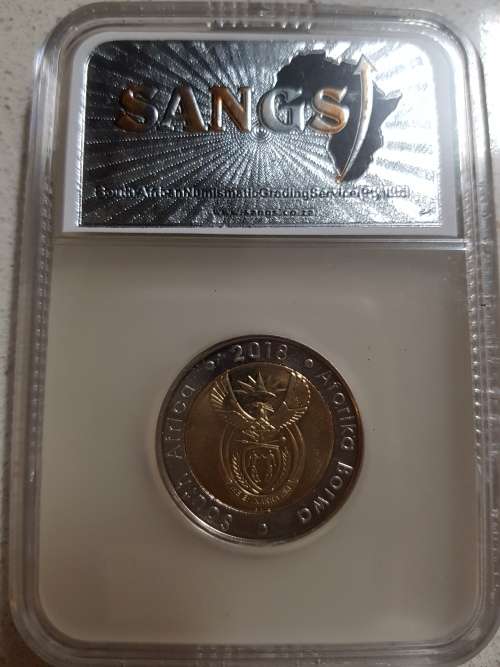 SANGS
South African Numismatic Grading Service (Pty) Ltd
www.sangs.co.za
South Africa • 2018 • Aforika Borwa •